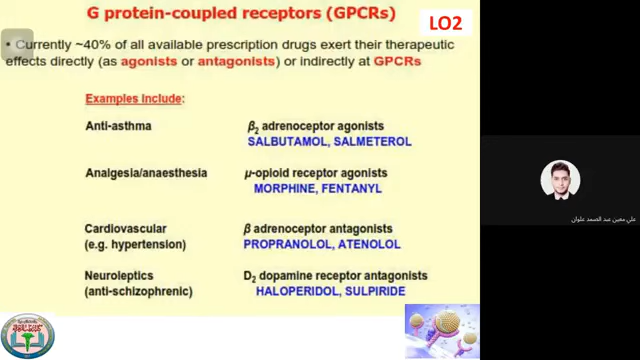 G protein-coupled receptors (GPCRs)
LO2
• Currently ~40% of all available prescription drugs exert their therapeutic
effects directly (as agonists or antagonists) or indirectly at GPCRs
Examples include:
Anti-asthma
β2 adrenoceptor agonists
SALBUTAMOL, SALMETEROL
Analgesia/anaesthesia
μ-opioid receptor agonists
MORPHINE, FENTANYL
Cardiovascular
(e.g. hypertension)
β adrenoceptor antagonists
PROPRANOLOL, ATENOLOL
Neuroleptics
(anti-schizophrenic)
D2 dopamine receptor antagonists
HALOPERIDOL, SULPIRIDE
علي معين عبد الصمد علوان